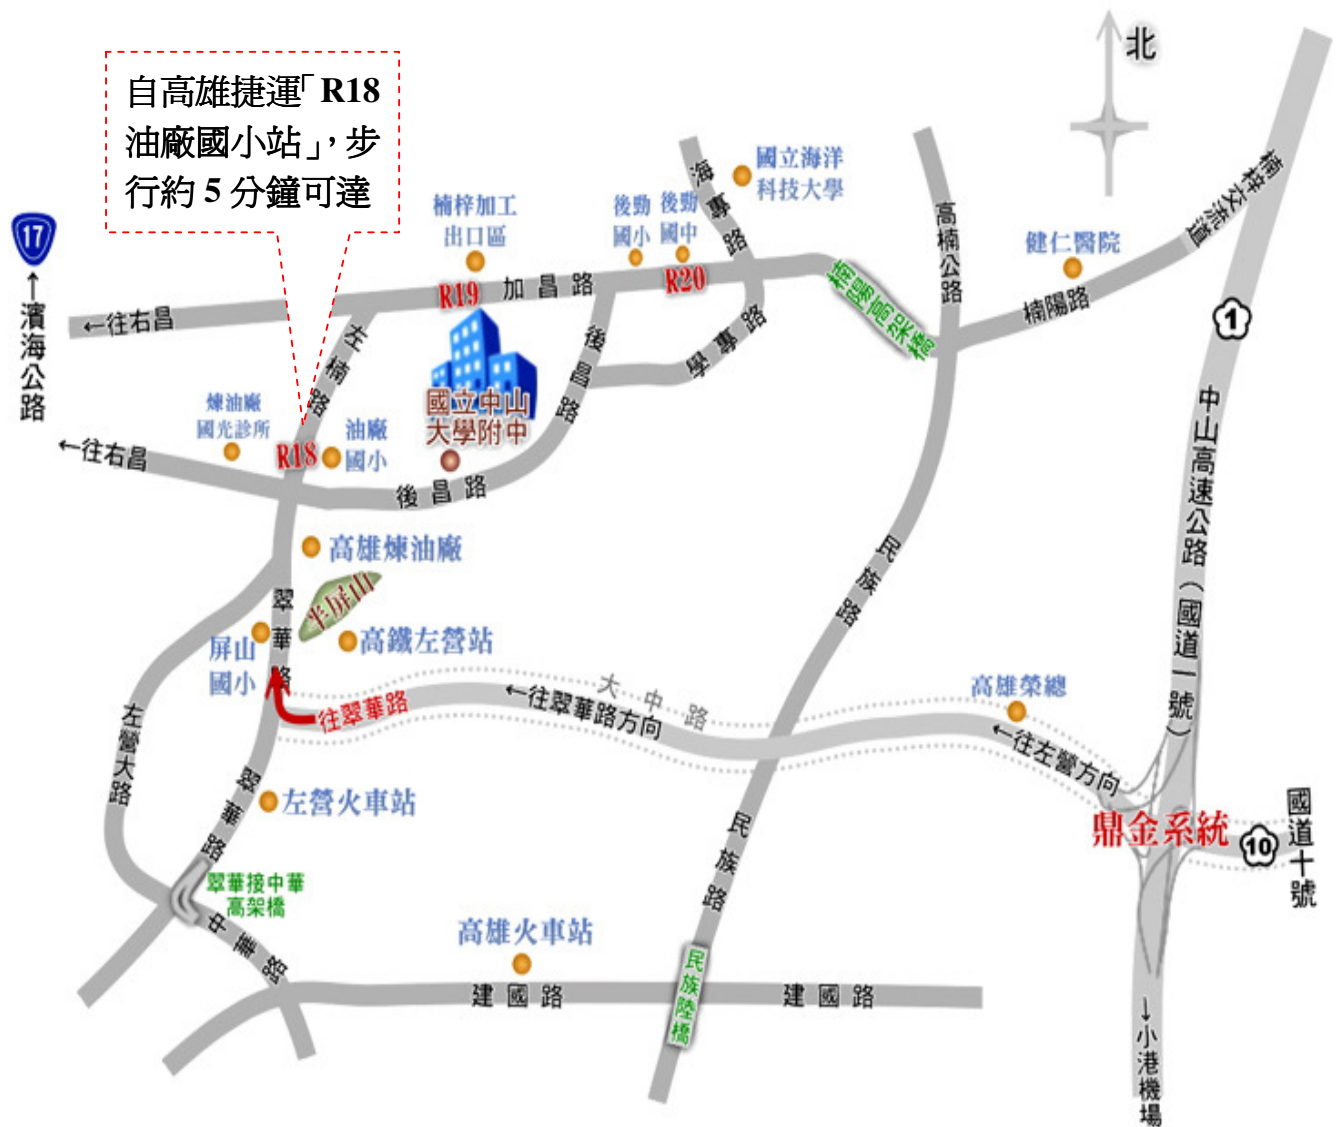 自高雄捷運「R18
油廠國小站」，步
行約 5 分鐘可達
北
17
←濱海公路
楠梓加工
出口區
後勁
國小
後勁
國中
海專路
國立海洋
科技大學
高楠公路
健仁醫院
楠梓交流道
R19
加昌路
R20
楠陽高架橋
楠陽路
1
←往右昌
左楠路
後昌路
學專路
國立中山
大學附中
煉油廠
國光診所
R18
油廠
國小
←往右昌
後昌路
中山高速公路(國道一號)
高雄煉油廠
半屏山
翠華路
屏山
國小
高鐵左營站
民族路
往翠華路
大中路
←往翠華路方向
高雄榮總
←往左營方向
左營大路
翠華路
左營火車站
鼎金系統
10
國道十號
民族路
翠華接中華
高架橋
中華路
高雄火車站
建國路
民族陸橋
建國路
→小港機場